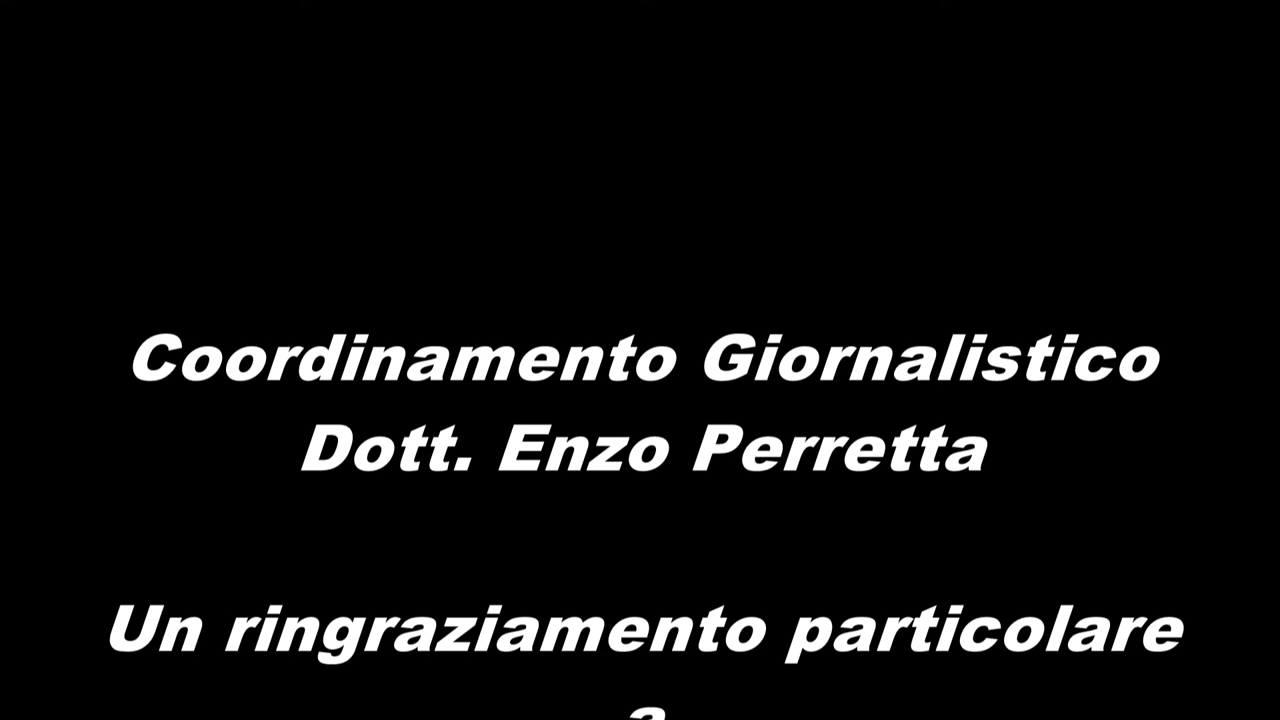 Coordinamento Giornalistico
Dott. Enzo Perretta
Un ringraziamento particolare
a